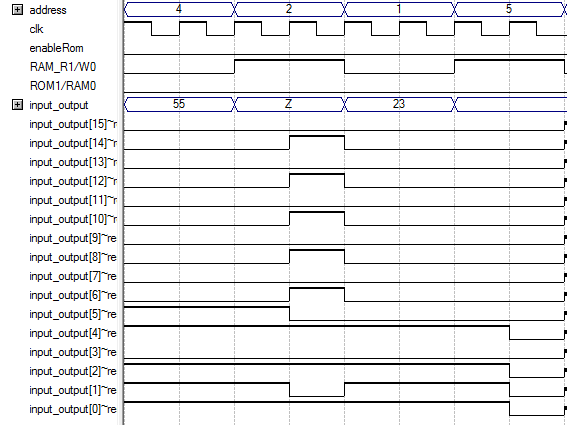 address 4 2 1 5
clk
enableRom
RAM_R1/W0
ROM1/RAM0
input_output 55 Z 23
input_output[15]~r
input_output[14]~r
input_output[13]~r
input_output[12]~r
input_output[11]~r
input_output[10]~r
input_output[9]~re
input_output[8]~re
input_output[7]~re
input_output[6]~re
input_output[5]~re
input_output[4]~re
input_output[3]~re
input_output[2]~re
input_output[1]~re
input_output[0]~re